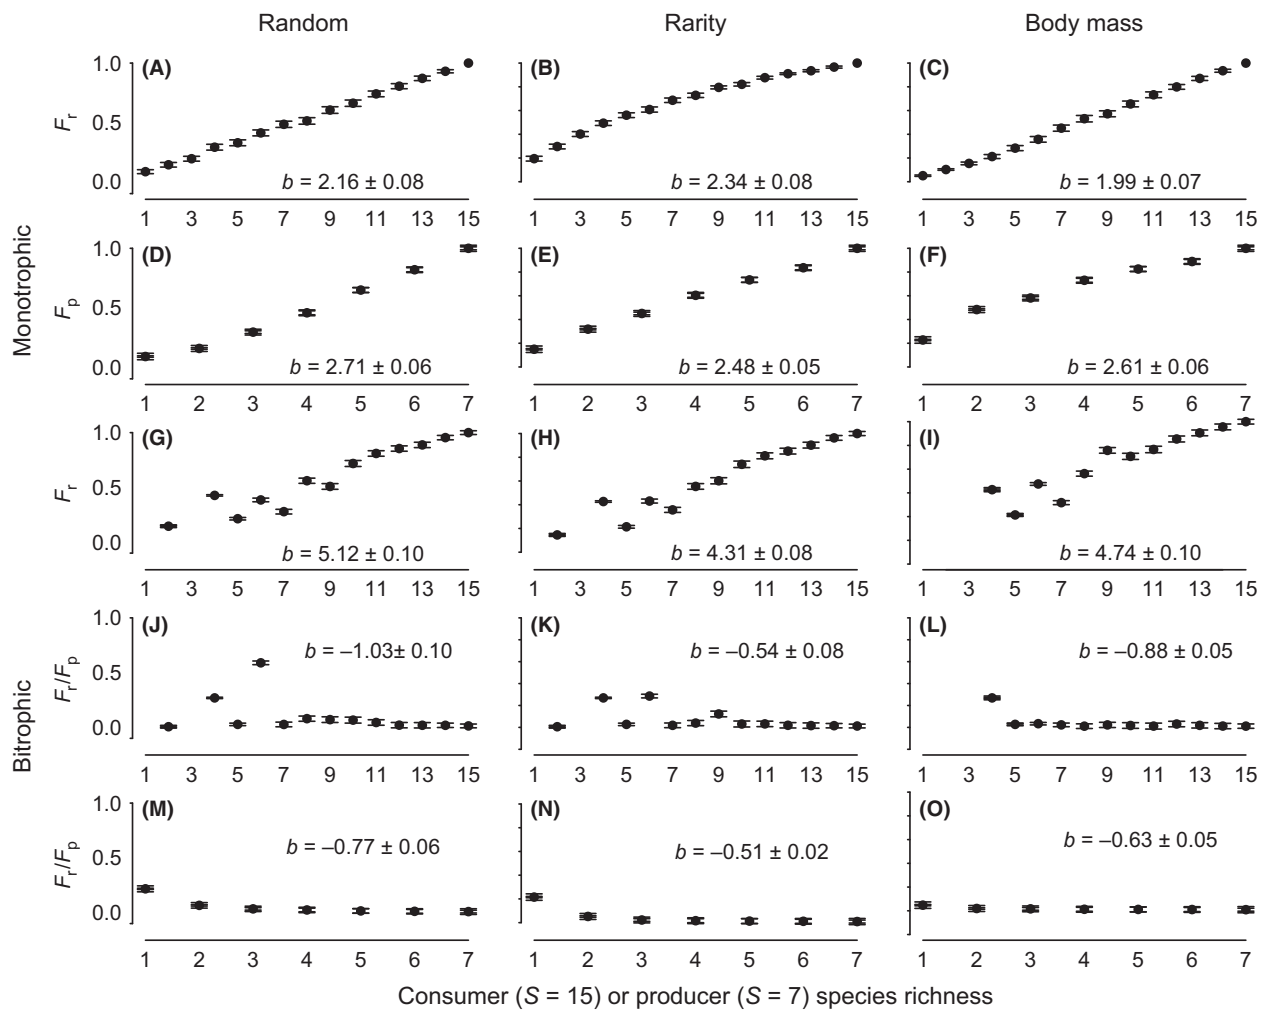 Random Rarity Body mass
Monotrophic
Bitrophic
(A) (B) (C)
1.0
0.5
0.0
Fr
b = 2.16 ± 0.08 b = 2.34 ± 0.08 b = 1.99 ± 0.07
1 3 5 7 9 11 13 15 1 3 5 7 9 11 13 15 1 3 5 7 9 11 13 15
(D) (E) (F)
1.0
0.5
0.0
Fp
b = 2.71 ± 0.06 b = 2.48 ± 0.05 b = 2.61 ± 0.06
1 2 3 4 5 6 7 1 2 3 4 5 6 7 1 2 3 4 5 6 7
(G) (H) (I)
1.0
0.5
0.0
Fr
b = 5.12 ± 0.10 b = 4.31 ± 0.08 b = 4.74 ± 0.10
1 3 5 7 9 11 13 15 1 3 5 7 9 11 13 15 1 3 5 7 9 11 13 15
(J) (K) (L)
1.0
0.5
0.0
Fr/Fp
b = –1.03± 0.10 b = –0.54 ± 0.08 b = –0.88 ± 0.05
1 3 5 7 9 11 13 15 1 3 5 7 9 11 13 15 1 3 5 7 9 11 13 15
(M) (N) (O)
1.0
0.5
0.0
Fr/Fp
b = –0.77 ± 0.06 b = –0.51 ± 0.02 b = –0.63 ± 0.05
1 2 3 4 5 6 7 1 2 3 4 5 6 7 1 2 3 4 5 6 7
Consumer (S = 15) or producer (S = 7) species richness